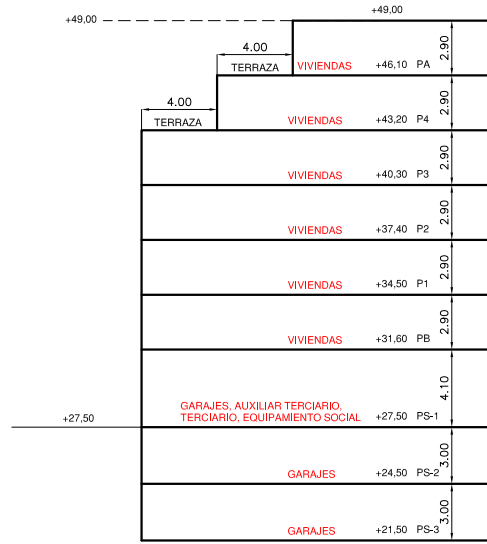 +49,00
+49,00
4.00
2.90
TERRAZA
VIVIENDAS +46,10 PA
4.00
2.90
TERRAZA
VIVIENDAS +43,20 P4
2.90
VIVIENDAS +40,30 P3
2.90
VIVIENDAS +37,40 P2
2.90
VIVIENDAS +34,50 P1
2.90
VIVIENDAS +31,60 PB
4.10
GARAJES, AUXILIAR TERCIARIO,
TERCIARIO, EQUIPAMIENTO SOCIAL +27,50 PS-1
+27,50
3.00
GARAJES +24,50 PS-2
3.00
GARAJES +21,50 PS-3